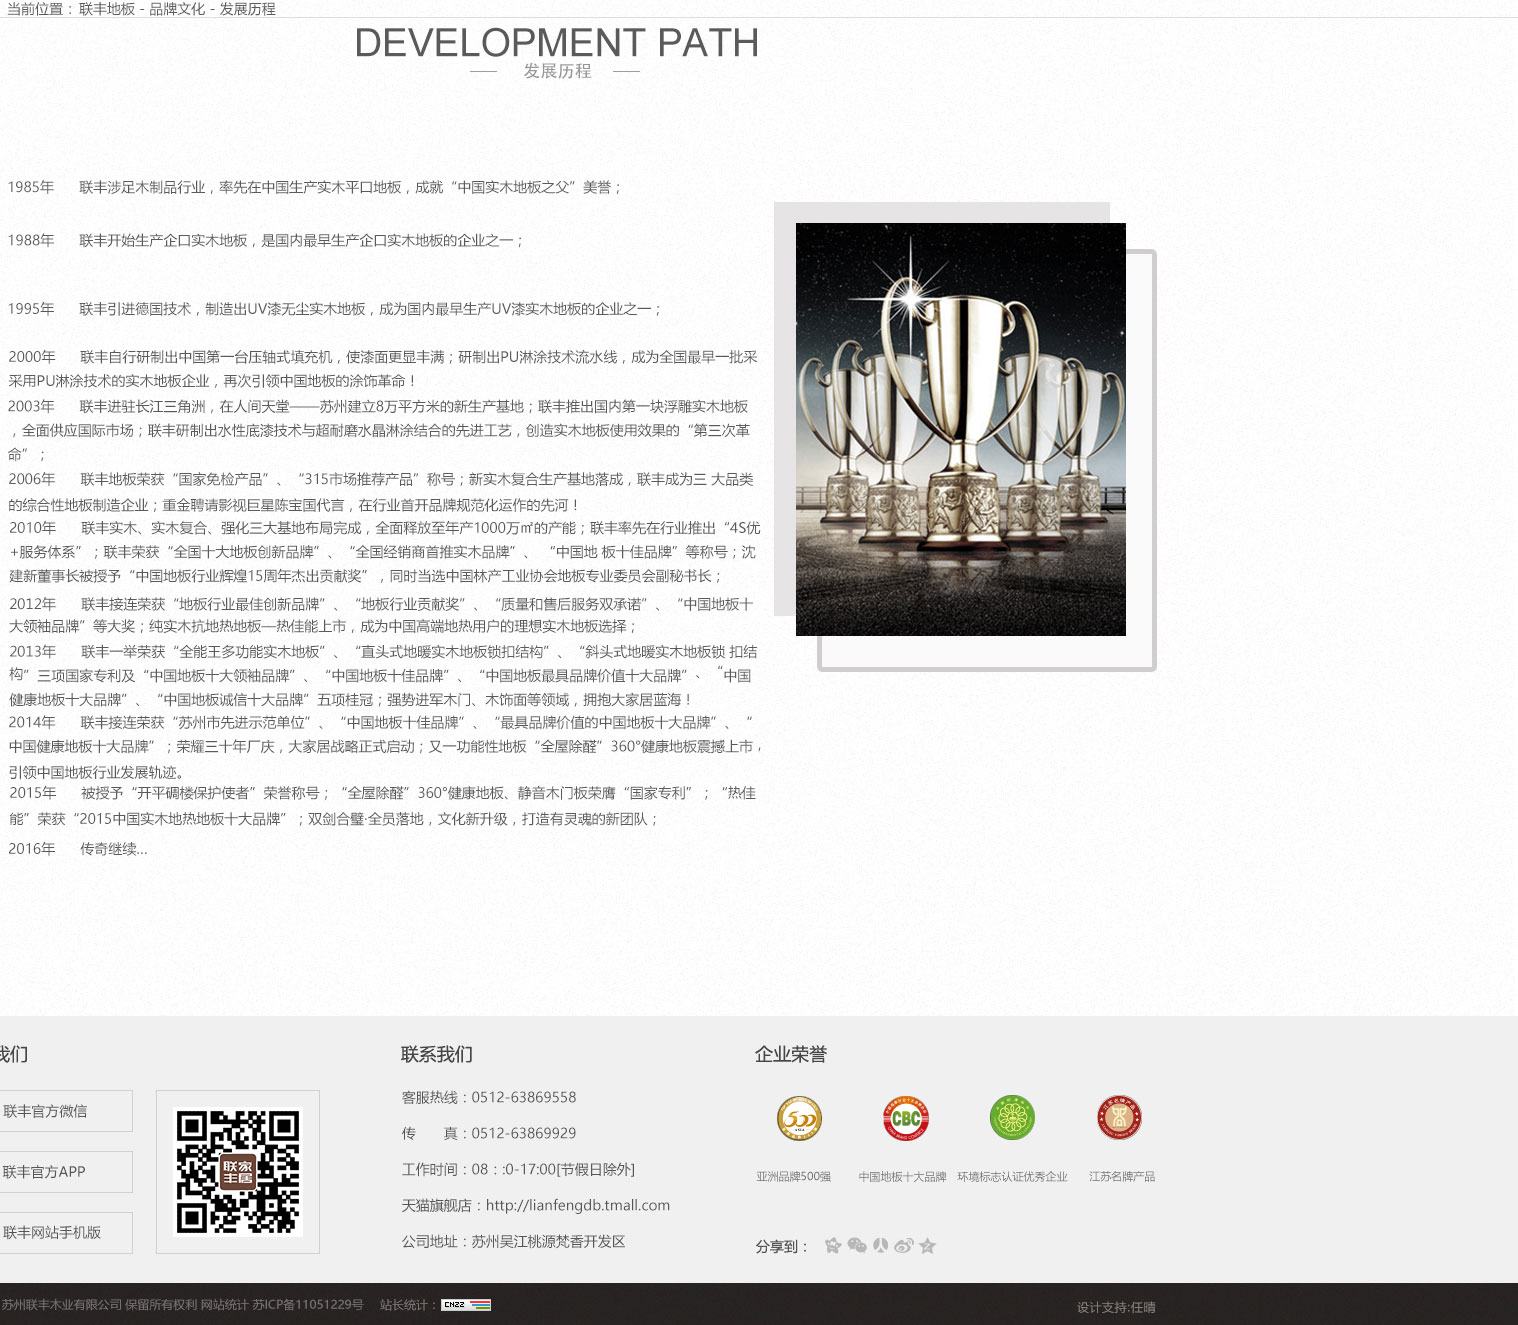 当前位置：联丰地板 - 品牌文化 - 发展历程
DEVELOPMENT PATH
发展历程
1985年 联丰涉足木制品行业，率先在中国生产实木平口地板，成就“中国实木地板之父”美誉；
1988年 联丰开始生产企口实木地板，是国内最早生产企口实木地板的企业之一；
1995年 联丰引进德国技术，制造出UV漆无尘实木地板，成为国内最早生产UV漆实木地板的企业之一；
2000年 联丰自行研制出中国第一台压轴式填充机，使漆面更显丰满；研制出PU淋涂技术流水线，成为全国最早一批采
采用PU淋涂技术的实木地板企业，再次引领中国地板的涂饰革命！
2003年 联丰进驻长江三角洲，在人间天堂——苏州建立8万平方米的新生产基地；联丰推出国内第一块浮雕实木地板
，全面供应国际市场；联丰研制出水性底漆技术与超耐磨水晶淋涂结合的先进工艺，创造实木地板使用效果的“第三次革
命”；
2006年 联丰地板荣获“国家免检产品”、“315市场推荐产品”称号；新实木复合生产基地落成，联丰成为三 大品类
的综合性地板制造企业；重金聘请影视巨星陈宝国代言，在行业首开品牌规范化运作的先河！
2010年 联丰实木、实木复合、强化三大基地布局完成，全面释放至年产1000万㎡的产能；联丰率先在行业推出“4S优
+服务体系”；联丰荣获“全国十大地板创新品牌”、“全国经销商首推实木品牌”、 “中国地 板十佳品牌”等称号；沈
建新董事长被授予“中国地板行业辉煌15周年杰出贡献奖”，同时当选中国林产工业协会地板专业委员会副秘书长；
2012年 联丰接连荣获“地板行业最佳创新品牌”、“地板行业贡献奖”、“质量和售后服务双承诺”、“中国地板十
大领袖品牌”等大奖；纯实木抗地热地板—热佳能上市，成为中国高端地热用户的理想实木地板选择；
2013年 联丰一举荣获“全能王多功能实木地板”、“直头式地暖实木地板锁扣结构”、“斜头式地暖实木地板锁 扣结
构”三项国家专利及“中国地板十大领袖品牌”、“中国地板十佳品牌”、“中国地板最具品牌价值十大品牌”、“中国
健康地板十大品牌”、“中国地板诚信十大品牌”五项桂冠；强势进军木门、木饰面等领域，拥抱大家居蓝海！
2014年 联丰接连荣获“苏州市先进示范单位”、“中国地板十佳品牌”、“最具品牌价值的中国地板十大品牌”、“
中国健康地板十大品牌”；荣耀三十年厂庆，大家居战略正式启动；又一功能性地板“全屋除醛”360°健康地板震撼上市，
引领中国地板行业发展轨迹。
2015年 被授予“开平碉楼保护使者”荣誉称号；“全屋除醛”360°健康地板、静音木门板荣膺“国家专利”；“热佳
能”荣获“2015中国实木地热地板十大品牌”；双剑合璧·全员落地，文化新升级，打造有灵魂的新团队；
2016年 传奇继续...
我们
联丰官方微信
联丰官方APP
联丰网站手机版
联家
丰居
联系我们
客服热线：0512-63869558
传 真：0512-63869929
工作时间：08：:0-17:00[节假日除外]
天猫旗舰店：http://lianfengdb.tmall.com
公司地址：苏州吴江桃源梵香开发区
企业荣誉
500
CBC
亚洲品牌500强 中国地板十大品牌 环境标志认证优秀企业 江苏名牌产品
分享到：
苏州联丰木业有限公司 保留所有权利 网站统计 苏ICP备11051229号 站长统计：CNZZ
设计支持:任晴